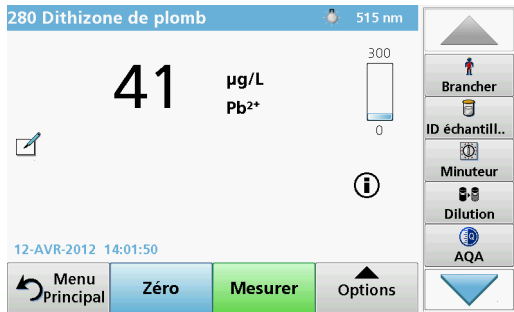 280 Dithizone de plomb
515 nm
300
41
µg/L
Pb²⁺
0
12-AVR-2012 14:01:50
Menu
Principal
Zéro
Mesurer
Options
Brancher
ID échantill..
Minuteur
Dilution
AQA